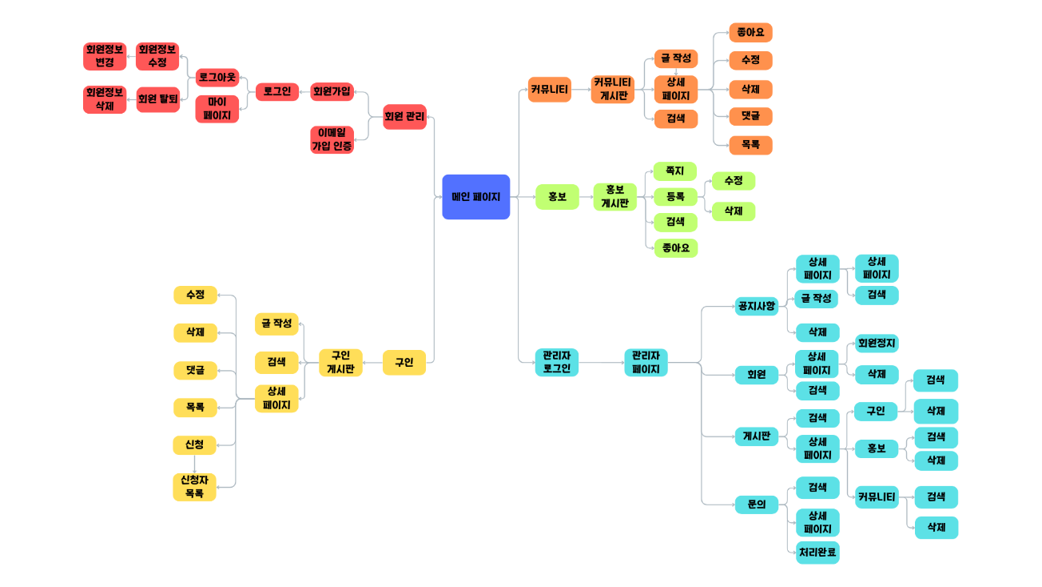 회원정보
변경
회원정보
수정
로그아웃
회원정보
삭제
회원 탈퇴
마이
페이지
로그인
회원가입
이메일
가입 인증
회원 관리
메인 페이지
커뮤니티
커뮤니티
게시판
글 작성
상세
페이지
검색
좋아요
수정
삭제
댓글
목록
홍보
홍보
게시판
쪽지
등록
검색
좋아요
수정
삭제
구인
구인
게시판
글 작성
검색
상세
페이지
수정
삭제
댓글
목록
신청
신청자
목록
관리자
로그인
관리자
페이지
공지사항
상세
페이지
글 작성
삭제
상세
페이지
검색
회원
상세
페이지
검색
회원정지
삭제
게시판
검색
상세
페이지
구인
검색
삭제
홍보
검색
삭제
커뮤니티
검색
삭제
문의
검색
상세
페이지
처리완료